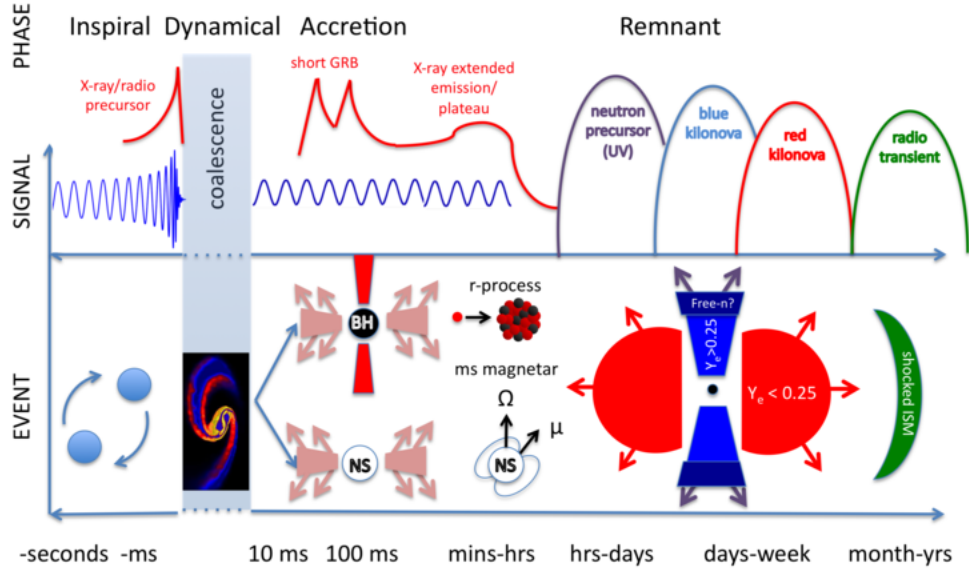 PHASE
Inspiral Dynamical Accretion Remnant
SIGNAL
X-ray/radio
precursor
coalescence
short GRB
X-ray extended
emission/
plateau
neutron
precursor
(UV)
blue
kilonova
red
kilonova
radio
transient
EVENT
BH
NS
r-process
ms magnetar
Ω
μ
NS
Free-n?
Ye>0.25
Ye < 0.25
shocked ISM
-seconds -ms 10 ms 100 ms mins-hrs hrs-days days-week month-yrs